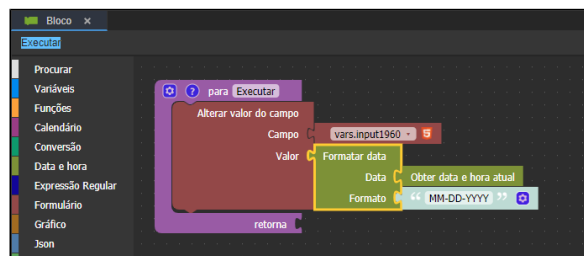 Bloco ×
Executar
Procurar
Variáveis
Funções
Calendário
Conversão
Data e hora
Expressão Regular
Formulário
Gráfico
Json
? para Executar
Alterar valor do campo
Campo vars.input1960
Valor Formatar data
Data Obter data e hora atual
Formato “ MM-DD-YYYY ”
retorna